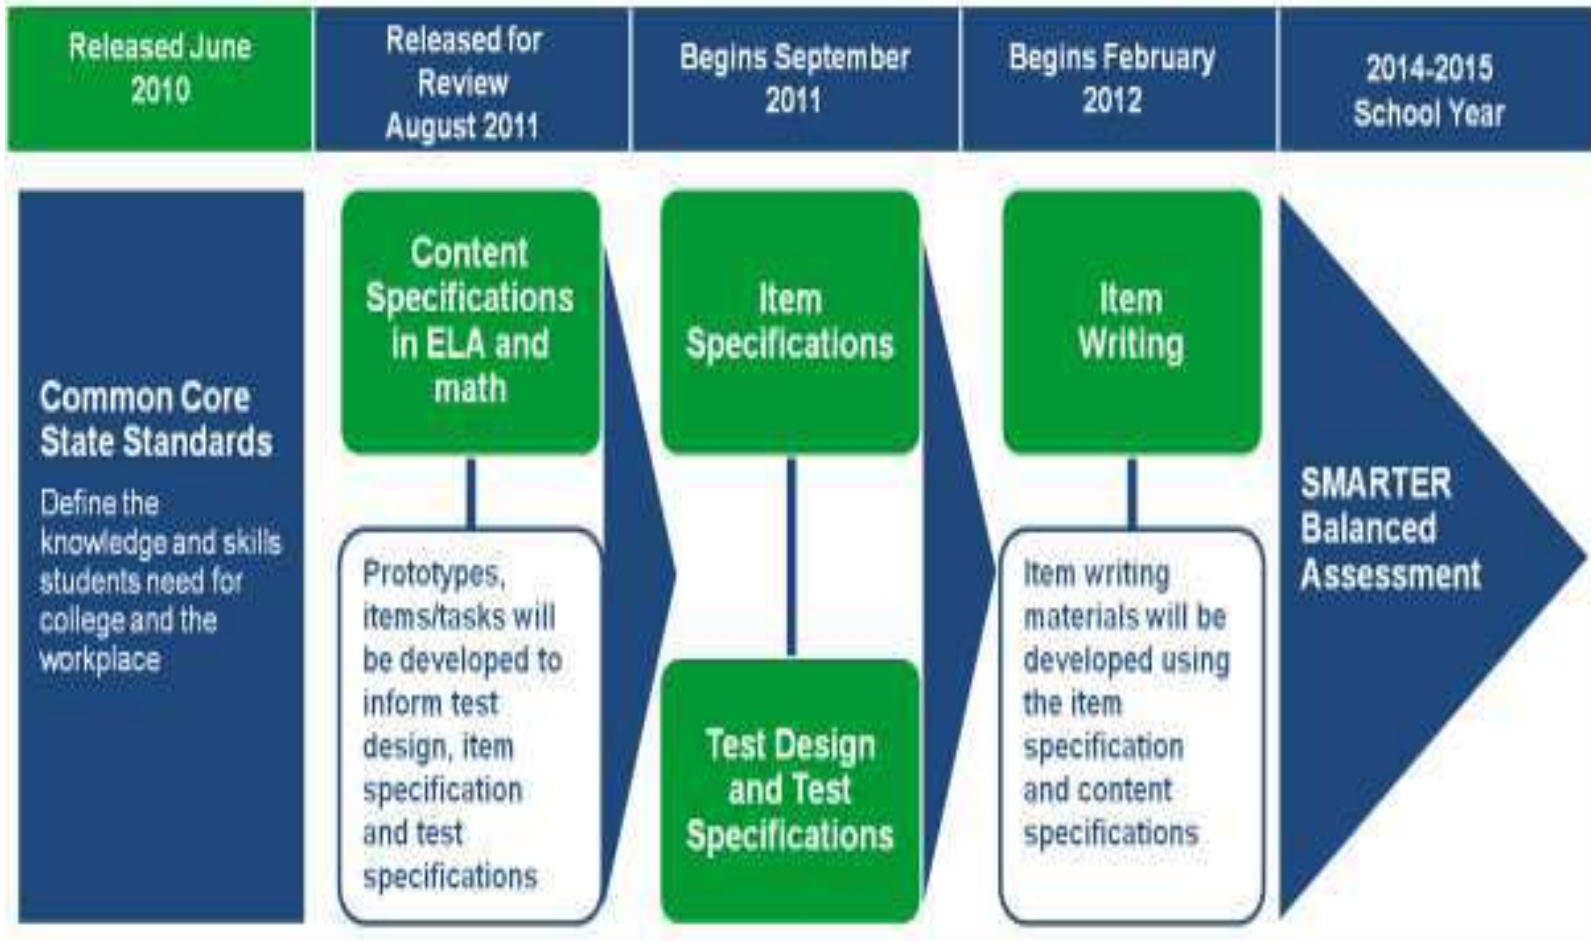 Released June
2010
Released for
Review
August 2011
Begins September
2011
Begins February
2012
2014-2015
School Year
Common Core
State Standards
Define the
knowledge and skills
students need for
college and the
workplace
Content
Specifications
in ELA and
math
Prototypes,
items/tasks will
be developed to
inform test
design, item
specification
and test
specifications
Item
Specifications
Test Design
and Test
Specifications
Item
Writing
Item writing
materials will be
developed using
the item
specification
and content
specifications
SMARTER
Balanced
Assessment